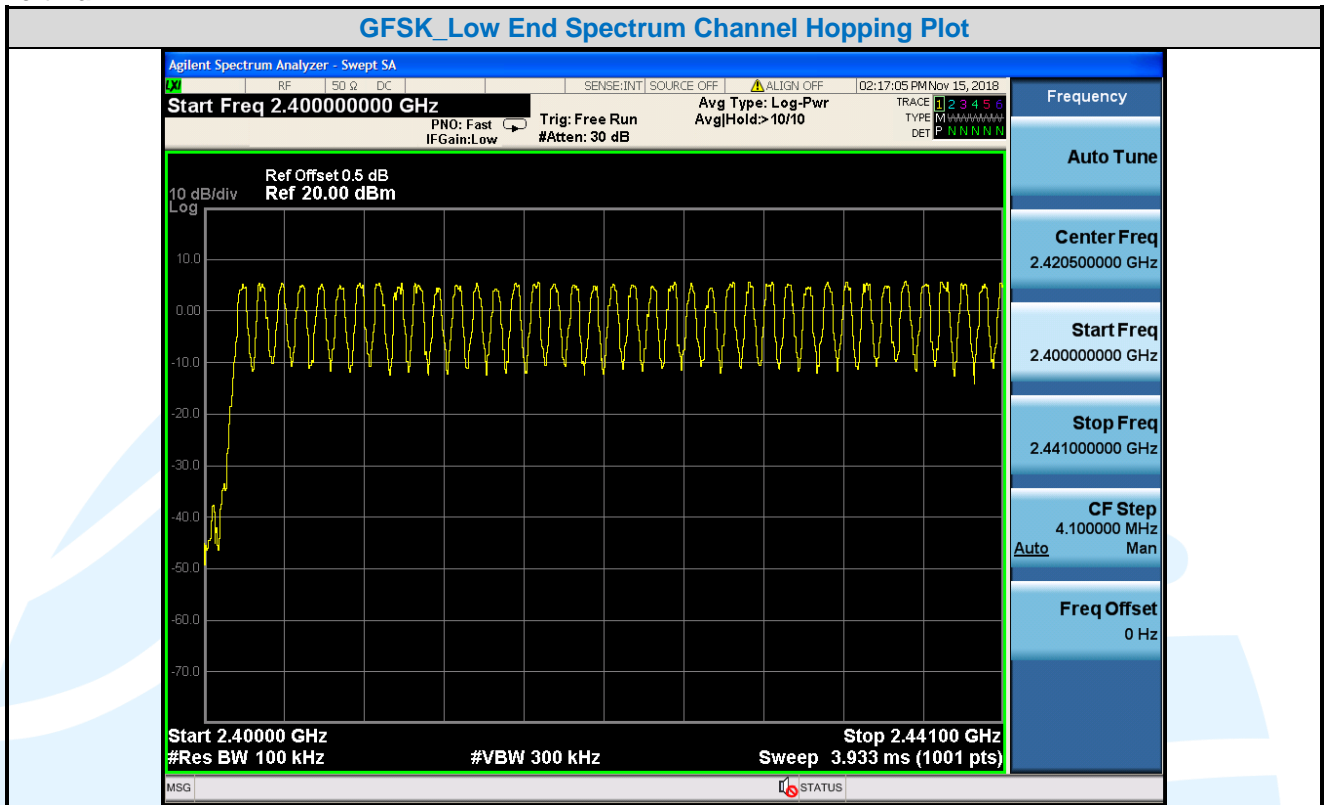 GFSK_Low End Spectrum Channel Hopping Plot
Agilent Spectrum Analyzer - Swept SA
LXI RF 50 Ω DC SENSE:INT SOURCE OFF ALIGN OFF 02:17:05 PM Nov 15, 2018
Start Freq 2.400000000 GHz
PNO: Fast
IFGain:Low
Trig: Free Run
#Atten: 30 dB
Avg Type: Log-Pwr
Avg|Hold:> 10/10
TRACE 1 2 3 4 5 6
TYPE M W W W W W
DET P N N N N N
Ref Offset 0.5 dB
10 dB/div Ref 20.00 dBm
Log
10.0
0.00
-10.0
-20.0
-30.0
-40.0
-50.0
-60.0
-70.0
Start 2.40000 GHz Stop 2.44100 GHz
#Res BW 100 kHz #VBW 300 kHz Sweep 3.933 ms (1001 pts)
MSG STATUS
Frequency
Auto Tune
Center Freq
2.420500000 GHz
Start Freq
2.400000000 GHz
Stop Freq
2.441000000 GHz
CF Step
4.100000 MHz
Auto Man
Freq Offset
0 Hz